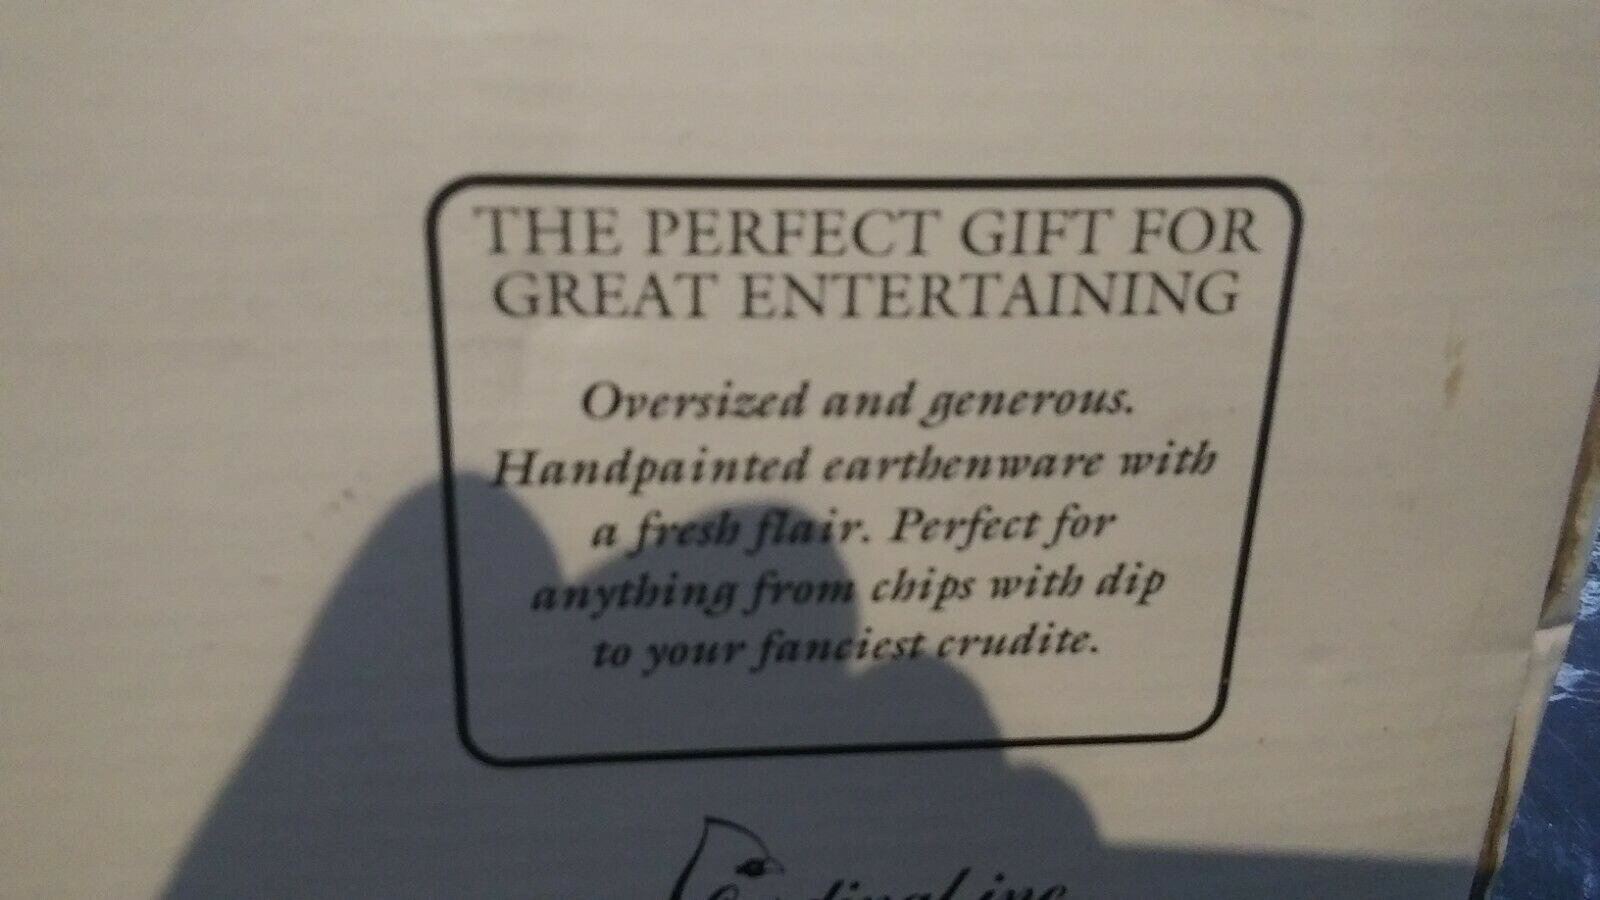 THE PERFECT GIFT FOR
GREAT ENTERTAINING
Oversized and generous.
Handpainted earthenware with
a fresh flair. Perfect for
anything from chips with dip
to your fanciest crudite.